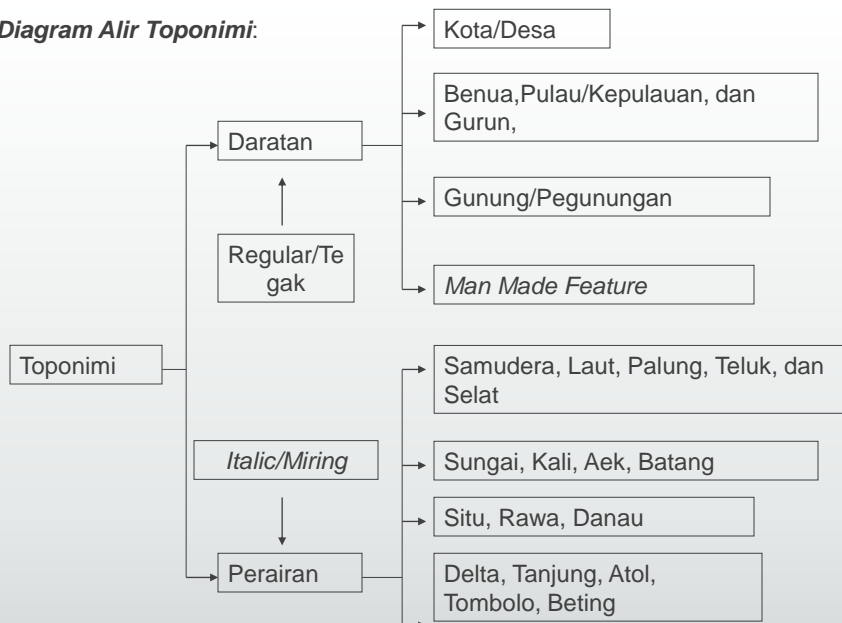 Diagram Alir Toponimi:
Kota/Desa
Benua,Pulau/Kepulauan, dan
Gurun,
Daratan
Gunung/Pegunungan
Regular/Te
gak
Man Made Feature
Toponimi
Samudera, Laut, Palung, Teluk, dan
Selat
Italic/Miring
Sungai, Kali, Aek, Batang
Situ, Rawa, Danau
Perairan
Delta, Tanjung, Atol,
Tombolo, Beting